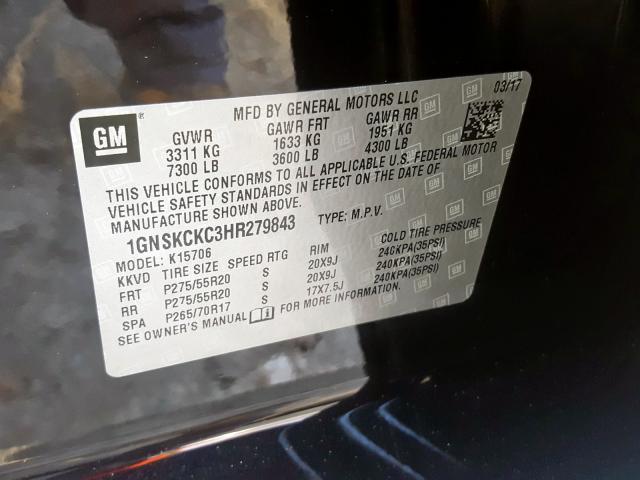 03/17
MFD BY GENERAL MOTORS LLC
GM
GVWR GAWR FRT GAWR RR
3311 KG 1633 KG 1951 KG
7300 LB 3600 LB 4300 LB
THIS VEHICLE CONFORMS TO ALL APPLICABLE U.S. FEDERAL MOTOR
VEHICLE SAFETY STANDARDS IN EFFECT ON THE DATE OF
MANUFACTURE SHOWN ABOVE.
1GNSKCKC3HR279843 TYPE: M.P.V.
MODEL: K15706
KKVD TIRE SIZE SPEED RTG RIM COLD TIRE PRESSURE
FRT P275/55R20 S 20X9J 240KPA(35PSI)
RR P275/55R20 S 20X9J 240KPA(35PSI)
SPA P265/70R17 S 17X7.5J 240KPA(35PSI)
SEE OWNER'S MANUAL FOR MORE INFORMATION